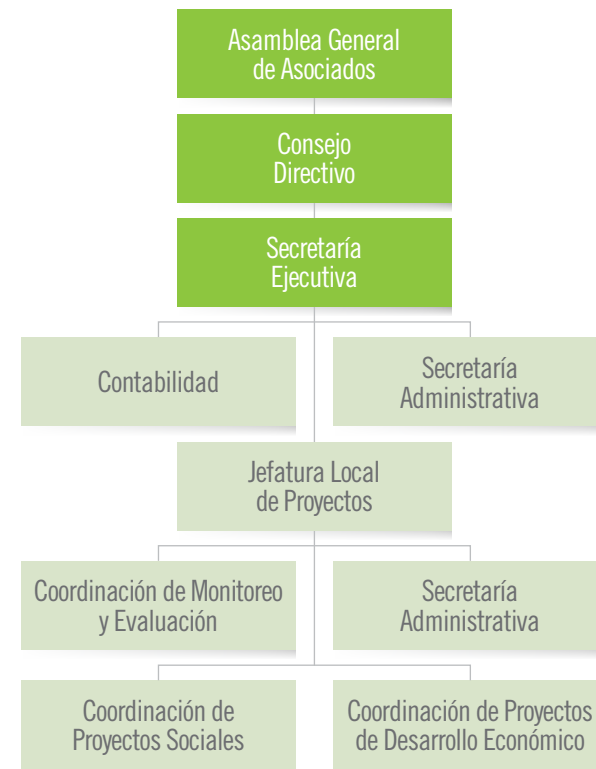 Asamblea General
de Asociados
Consejo
Directivo
Secretaría
Ejecutiva
Contabilidad
Secretaría
Administrativa
Jefatura Local
de Proyectos
Coordinación de Monitoreo
y Evaluación
Secretaría
Administrativa
Coordinación de
Proyectos Sociales
Coordinación de Proyectos
de Desarrollo Económico